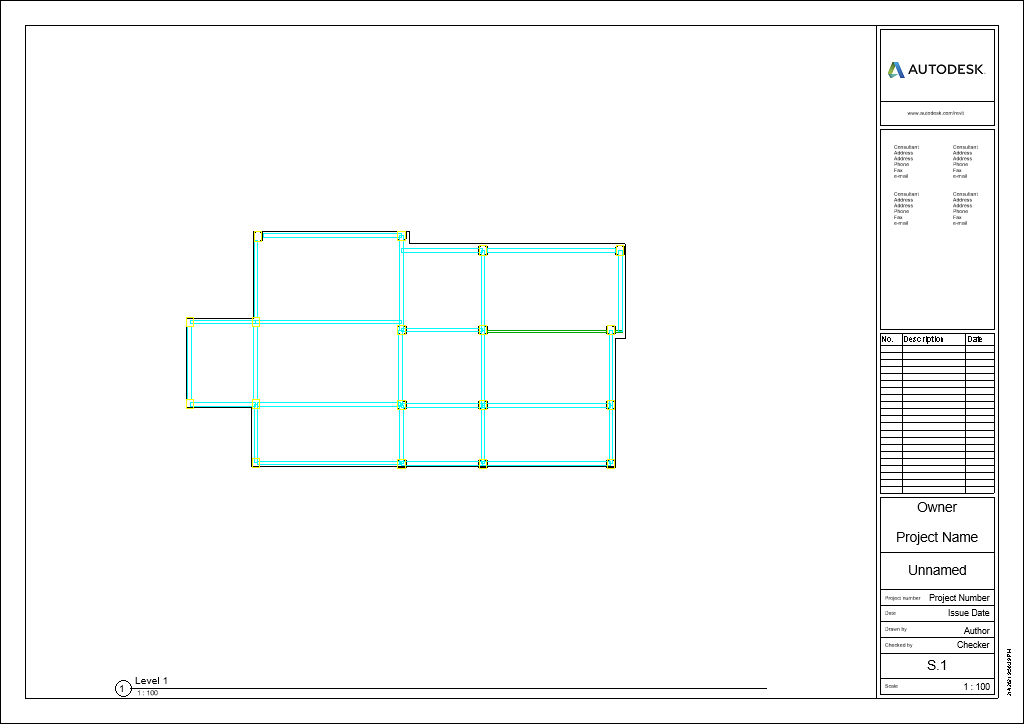 AUTODESK
www.autodesk.com/revit
Consultant
Address
Address
Phone
Fax
e-mail
Consultant
Address
Address
Phone
Fax
e-mail
Consultant
Address
Address
Phone
Fax
e-mail
Consultant
Address
Address
Phone
Fax
e-mail
No. Description Date
Owner
Project Name
Unnamed
Project number Project Number
Date Issue Date
Drawn by Author
Checked by Checker
S.1
Scale 1 : 100
1 Level 1
1 : 100